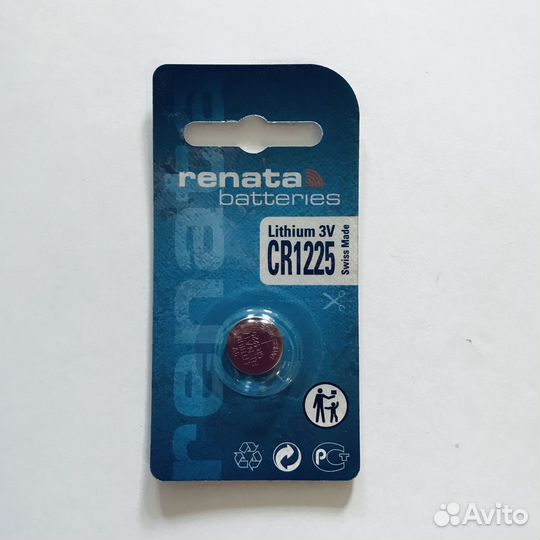 renata
batteries
Lithium 3V
CR1225
Swiss Made
renata
Avito